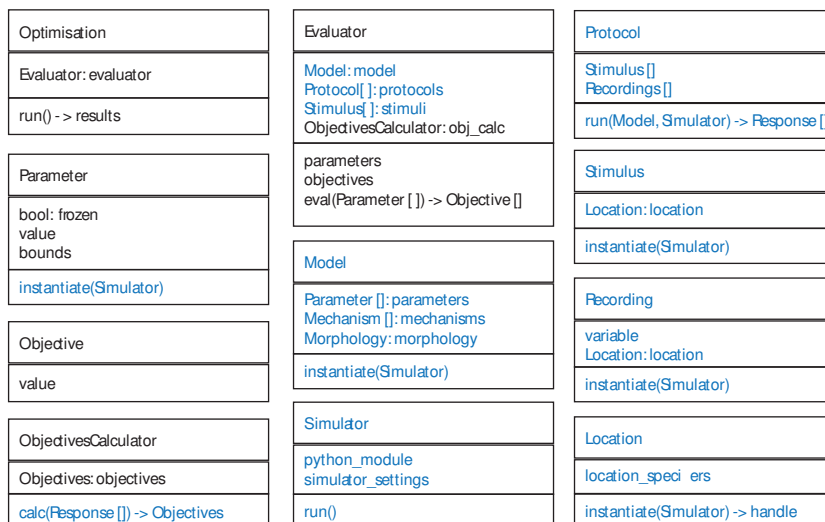 Optimisation
Evaluator: evaluator
run() -> results
Parameter
bool: frozen
value
bounds
instantiate(Simulator)
Objective
value
ObjectivesCalculator
Objectives: objectives
calc(Response []) -> Objectives
Evaluator
Model: model
Protocol[ ]: protocols
Stimulus[ ]: stimuli
ObjectivesCalculator: obj_calc
parameters
objectives
eval(Parameter [ ]) -> Objective []
Model
Parameter []: parameters
Mechanism []: mechanisms
Morphology: morphology
instantiate(Simulator)
Simulator
python_module
simulator_settings
run()
Protocol
Stimulus []
Recordings []
run(Model, Simulator) -> Response []
Stimulus
Location: location
instantiate(Simulator)
Recording
variable
Location: location
instantiate(Simulator)
Location
location_speci ers
instantiate(Simulator) -> handle